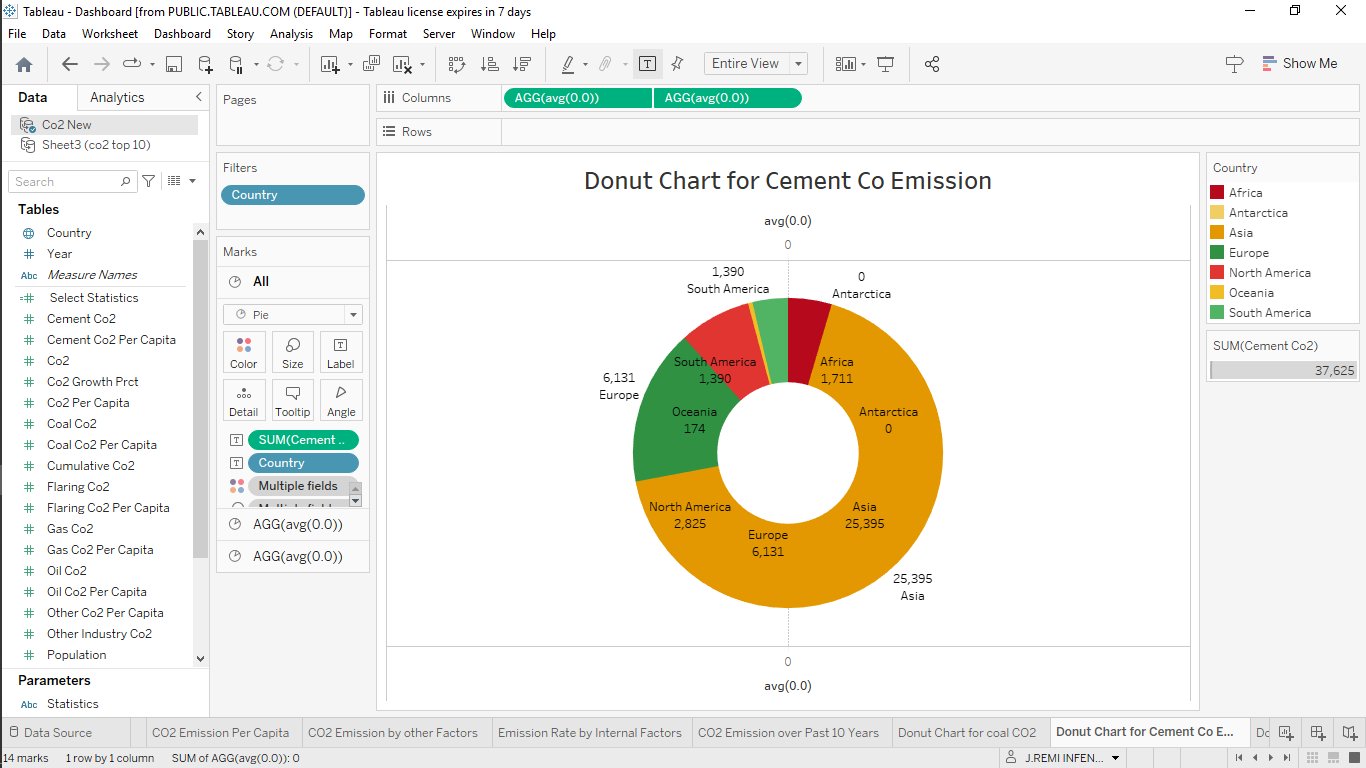 Tableau - Dashboard [from PUBLIC.TABLEAU.COM (DEFAULT)] - Tableau license expires in 7 days
File Data Worksheet Dashboard Story Analysis Map Format Server Window Help
Entire View
Show Me
Data Analytics
Co2 New
Sheet3 (co2 top 10)
Search
Tables
Country
Year
Abc Measure Names
Select Statistics
Cement Co2
Cement Co2 Per Capita
Co2
Co2 Growth Prct
Co2 Per Capita
Coal Co2
Coal Co2 Per Capita
Cumulative Co2
Flaring Co2
Flaring Co2 Per Capita
Gas Co2
Gas Co2 Per Capita
Oil Co2
Oil Co2 Per Capita
Other Co2 Per Capita
Other Industry Co2
Population
Parameters
Abc Statistics
Pages
Filters
Country
Marks
All
Pie
Color Size Label
Detail Tooltip Angle
SUM(Cement ..
Country
Multiple fields
AGG(avg(0.0))
AGG(avg(0.0))
Columns AGG(avg(0.0)) AGG(avg(0.0))
Rows
Donut Chart for Cement Co Emission
avg(0.0)
0
1,390
South America
0
Antarctica
South America
1,390
Africa
1,711
6,131
Europe
Oceania
174
Antarctica
0
North America
2,825
Asia
25,395
Europe
6,131
25,395
Asia
0
avg(0.0)
Country
Africa
Antarctica
Asia
Europe
North America
Oceania
South America
SUM(Cement Co2)
37,625
Data Source CO2 Emission Per Capita CO2 Emission by other Factors Emission Rate by Internal Factors CO2 Emission over Past 10 Years Donut Chart for coal CO2 Donut Chart for Cement Co E... Do
14 marks 1 row by 1 column SUM of AGG(avg(0.0)): 0 J.REMI INFEN...